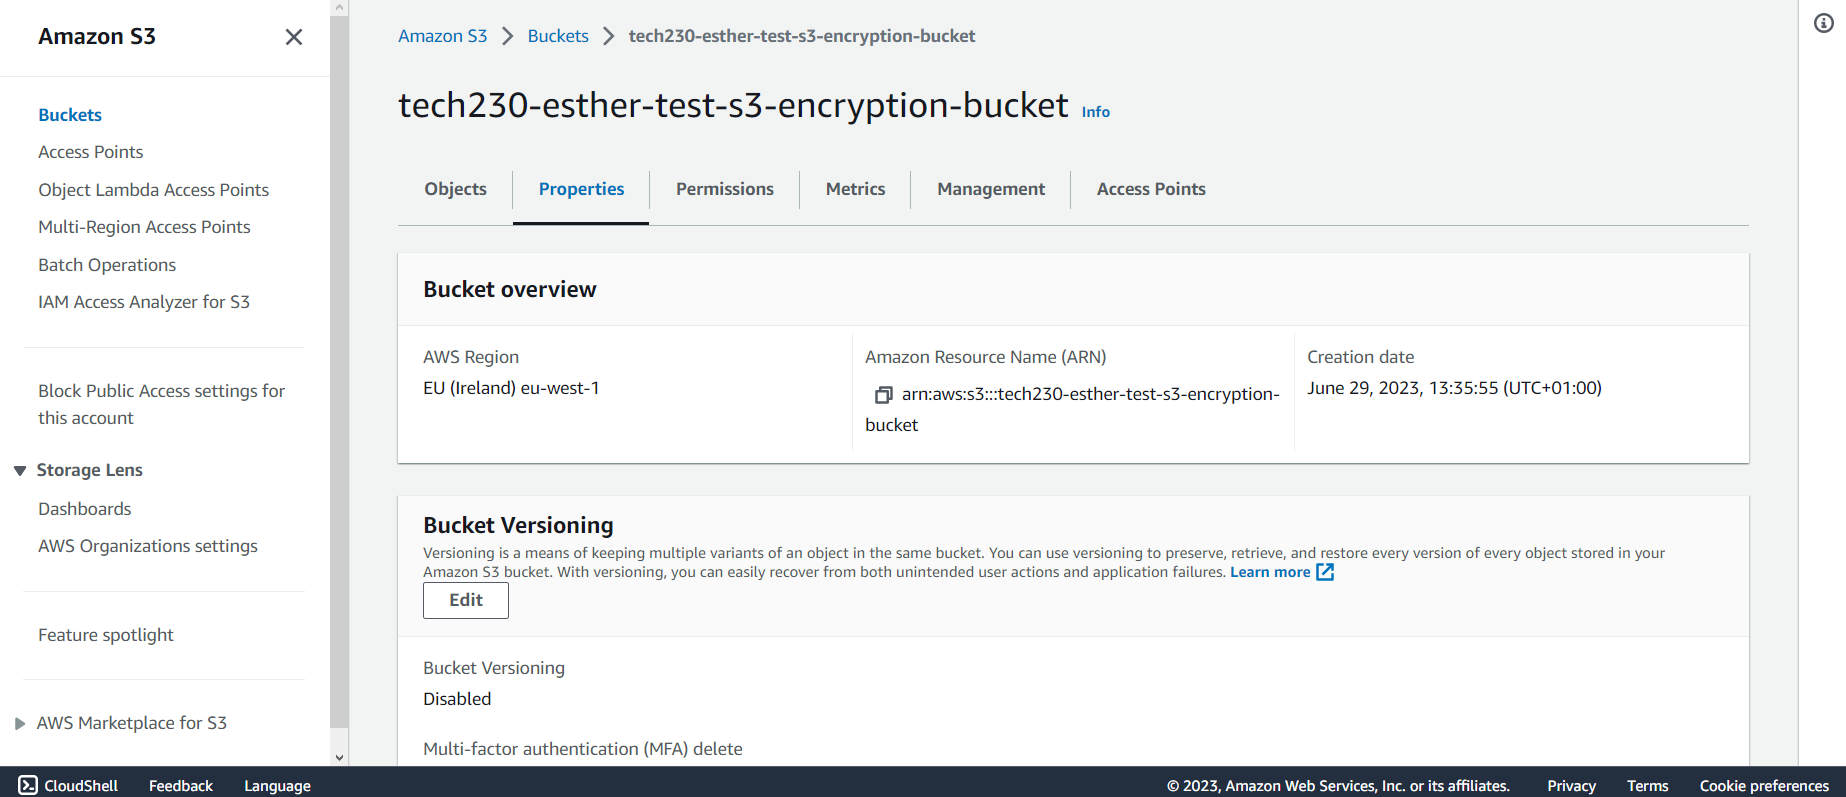 Amazon S3
Buckets
Access Points
Object Lambda Access Points
Multi-Region Access Points
Batch Operations
IAM Access Analyzer for S3
Block Public Access settings for
this account
Storage Lens
Dashboards
AWS Organizations settings
Feature spotlight
AWS Marketplace for S3
Amazon S3 Buckets tech230-esther-test-s3-encryption-bucket
tech230-esther-test-s3-encryption-bucket Info
Objects Properties Permissions Metrics Management Access Points
Bucket overview
AWS Region
EU (Ireland) eu-west-1
Amazon Resource Name (ARN)
arn:aws:s3:::tech230-esther-test-s3-encryption-
bucket
Creation date
June 29, 2023, 13:35:55 (UTC+01:00)
Bucket Versioning
Versioning is a means of keeping multiple variants of an object in the same bucket. You can use versioning to preserve, retrieve, and restore every version of every object stored in your
Amazon S3 bucket. With versioning, you can easily recover from both unintended user actions and application failures. Learn more
Edit
Bucket Versioning
Disabled
Multi-factor authentication (MFA) delete
CloudShell Feedback Language © 2023, Amazon Web Services, Inc. or its affiliates. Privacy Terms Cookie preferences